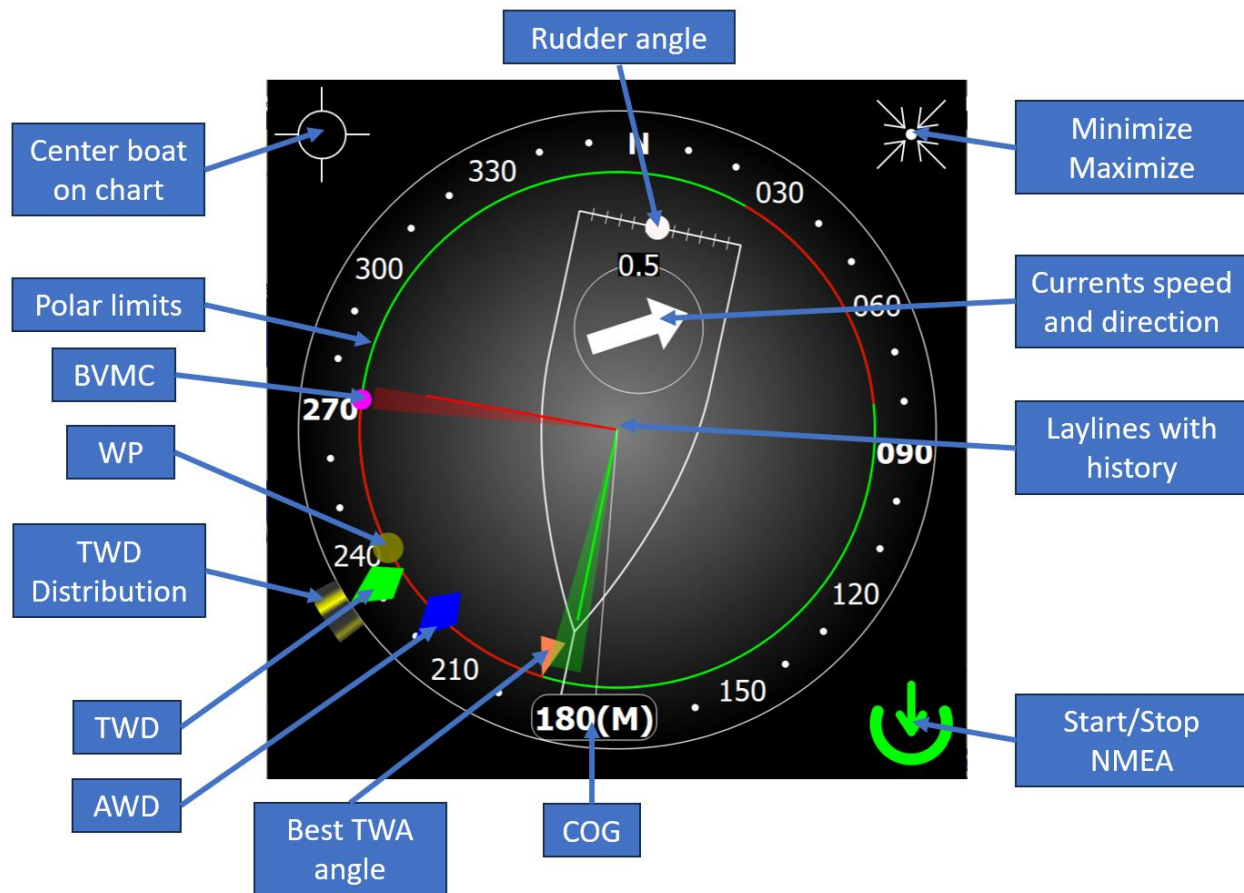 Rudder angle
Center boat
on chart
Minimize
Maximize
N
330
030
300
0.5
060
Currents speed
and direction
Polar limits
BVMC
270
WP
Laylines with
history
090
240
TWD
Distribution
120
210
150
TWD
180(M)
Start/Stop
NMEA
AWD
Best TWA
angle
COG